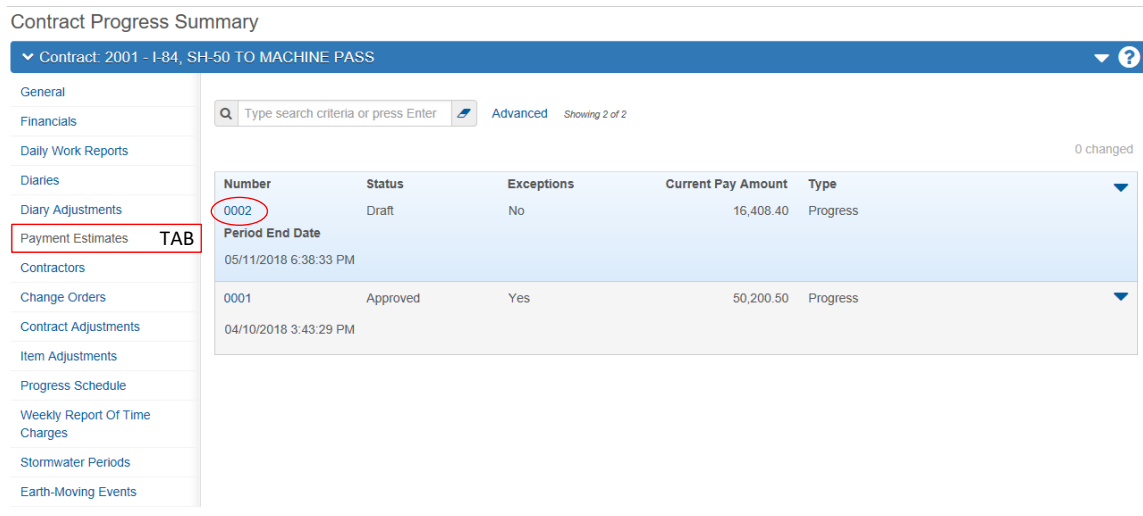 Contract Progress Summary
Contract: 2001 - I-84, SH-50 TO MACHINE PASS
?
General
Financials
Daily Work Reports
Diaries
Diary Adjustments
Payment Estimates TAB
Contractors
Change Orders
Contract Adjustments
Item Adjustments
Progress Schedule
Weekly Report Of Time
Charges
Stormwater Periods
Earth-Moving Events
Type search criteria or press Enter Advanced Showing 2 of 2
0 changed
Number Status Exceptions Current Pay Amount Type
0002 Draft No 16,408.40 Progress
Period End Date
05/11/2018 6:38:33 PM
0001 Approved Yes 50,200.50 Progress
04/10/2018 3:43:29 PM